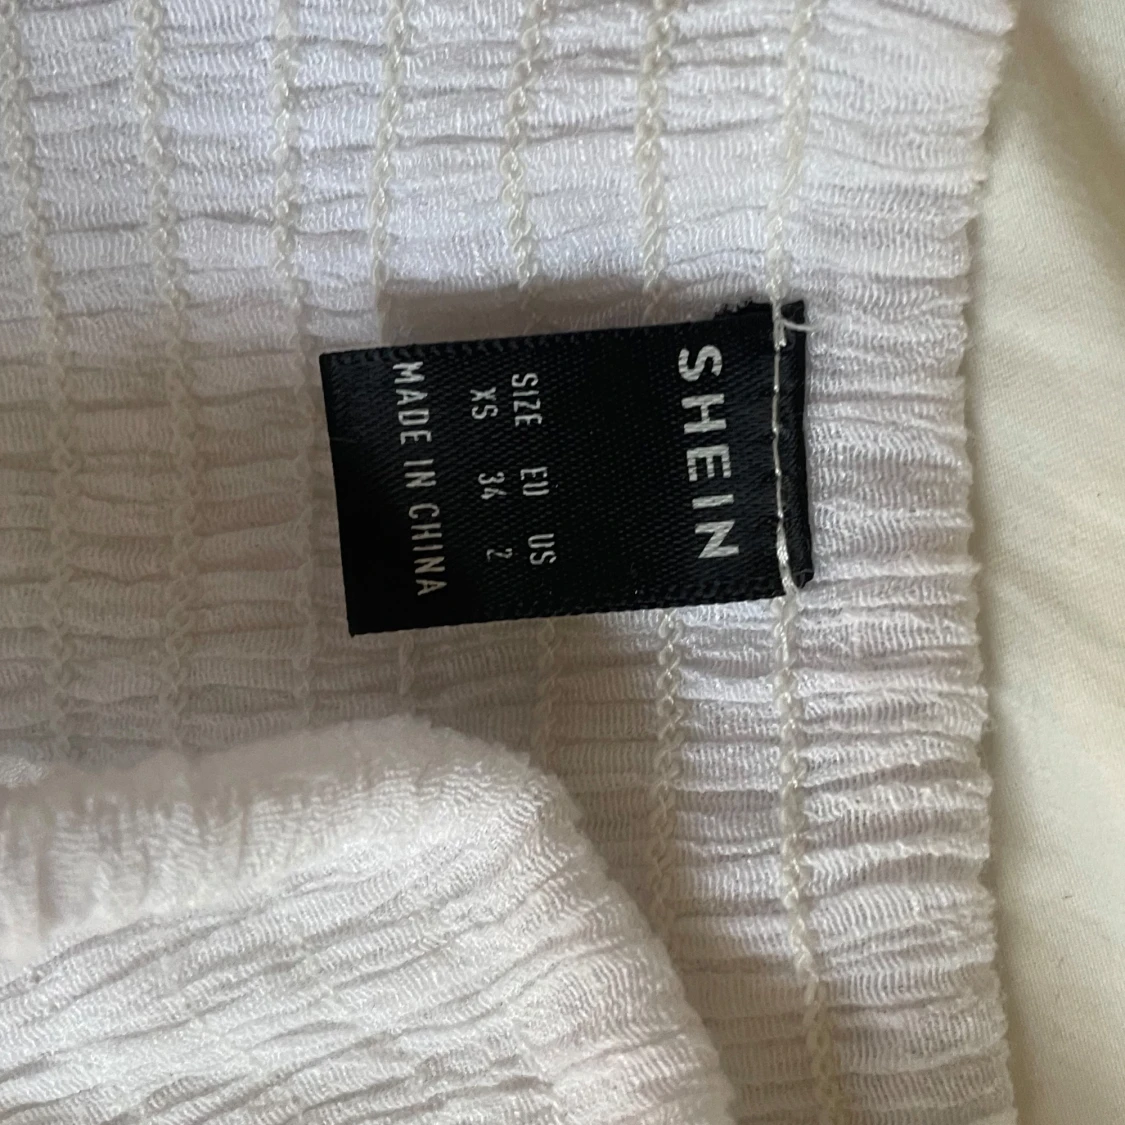 SHEIN
SIZE EU US
XS 34 2
MADE IN CHINA